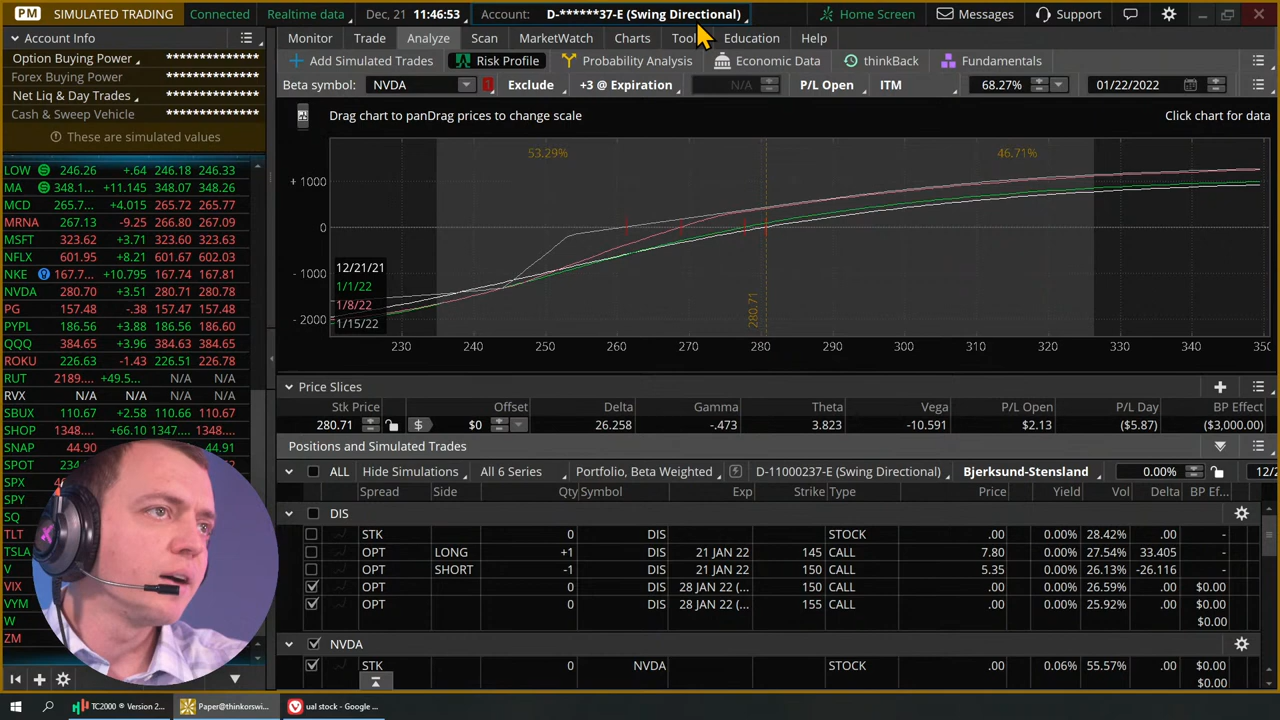 PM SIMULATED TRADING Connected Realtime data Dec, 21 11:46:53 Account: D-******37-E (Swing Directional) Home Screen Messages Support
Account Info Monitor Trade Analyze Scan MarketWatch Charts Education Help
Option Buying Power **************
Forex Buying Power **************
Net Liq & Day Trades **************
Cash & Sweep Vehicle **************
These are simulated values
Add Simulated Trades Risk Profile Probability Analysis Economic Data thinkBack Fundamentals
Beta symbol: NVDA 1 Exclude +3 @ Expiration N/A P/L Open ITM 68.27% 01/22/2022
Drag chart to panDrag prices to change scale Click chart for data
53.29% 46.71%
+ 1000
0
- 1000
- 2000
12/21/21
1/1/22
1/8/22
1/15/22
280.71
230 240 250 260 270 280 290 300 310 320 330 340 350
LOW 246.26 +.64 246.18 246.33
MA 348.1... +11.145 348.07 348.26
MCD 265.7... +4.015 265.72 265.77
MRNA 267.13 -9.25 266.80 267.09
MSFT 323.62 +3.71 323.60 323.63
NFLX 601.95 +8.21 601.67 602.03
NKE 167.7... +10.795 167.74 167.81
NVDA 280.70 +3.51 280.71 280.78
PG 157.48 -.38 157.47 157.48
PYPL 186.56 +3.88 186.56 186.60
QQQ 384.65 +3.96 384.63 384.65
ROKU 226.63 -1.43 226.51 226.78
RUT 2189.... +49.5... N/A N/A
RVX N/A N/A N/A N/A
SBUX 110.67 +2.58 110.66 110.67
SHOP 1348.... +66.10 1347.... 1348....
SNAP 44.90 44.91
SPOT
SPX
SPY
SQ
TLT
TSLA
V
VIX
VYM
W
ZM
Price Slices
Stk Price Offset Delta Gamma Theta Vega P/L Open P/L Day BP Effect
280.71 $0 26.258 -.473 3.823 -10.591 $2.13 ($5.87) ($3,000.00)
Positions and Simulated Trades
ALL Hide Simulations All 6 Series Portfolio, Beta Weighted D-11000237-E (Swing Directional) Bjerksund-Stensland 0.00%
Spread Side Qty Symbol Exp Strike Type Price Yield Vol Delta BP Ef...
DIS
STK 0 DIS STOCK .00 0.00% 28.42% .00 -
OPT LONG +1 DIS 21 JAN 22 145 CALL 7.80 0.00% 27.54% 33.405 -
OPT SHORT -1 DIS 21 JAN 22 150 CALL 5.35 0.00% 26.13% -26.116 -
OPT 0 DIS 28 JAN 22 (... 150 CALL .00 0.00% 26.59% .00 $0.00
OPT 0 DIS 28 JAN 22 (... 155 CALL .00 0.00% 25.92% .00 $0.00
$0.00
NVDA
STK 0 NVDA STOCK .00 0.06% 55.57% .00 $0.00
$0.00
TC2000 ® Version 2... Paper@thinkorswi... ual stock - Google ...